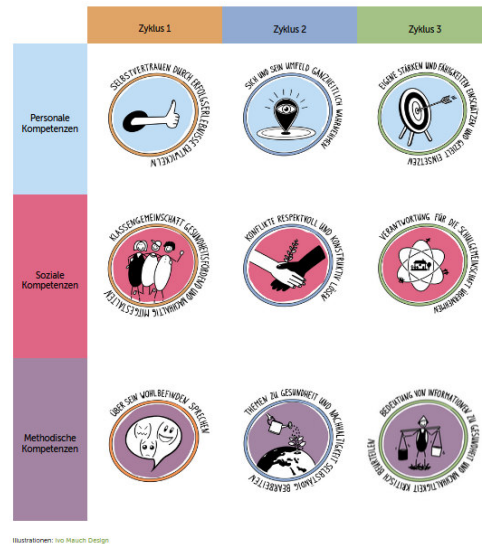 Zyklus 1
Zyklus 2
Zyklus 3
Personale
Kompetenzen
SELBSTVERTRAUEN DURCH ERFOLGSERLEBNISSE ENTWICKELN
SICH UND SEIN UMFELD GANZHEITLICH WAHRNEHMEN
EIGENE STÄRKEN UND FÄHIGKEITEN EINSCHÄTZEN UND GEZIELT EINSETZEN
Soziale
Kompetenzen
KLASSENGEMEINSCHAFT GESUNDHEITSFÖRDERND UND NACHHALTIG MITGESTALTEN
KONFLIKTE RESPEKTVOLL UND KONSTRUKTIV LÖSEN
VERANTWORTUNG FÜR DIE SCHULGEMEINSCHAFT ÜBERNEHMEN
Methodische
Kompetenzen
ÜBER SEIN WOHLBEFINDEN SPRECHEN
THEMEN ZU GESUNDHEIT UND NACHHALTIGKEIT SELBSTÄNDIG BEARBEITEN
BEDEUTUNG VON INFORMATIONEN ZU GESUNDHEIT UND NACHHALTIGKEIT KRITISCH BEURTEILEN
Illustrationen: Ivo Mauch Design